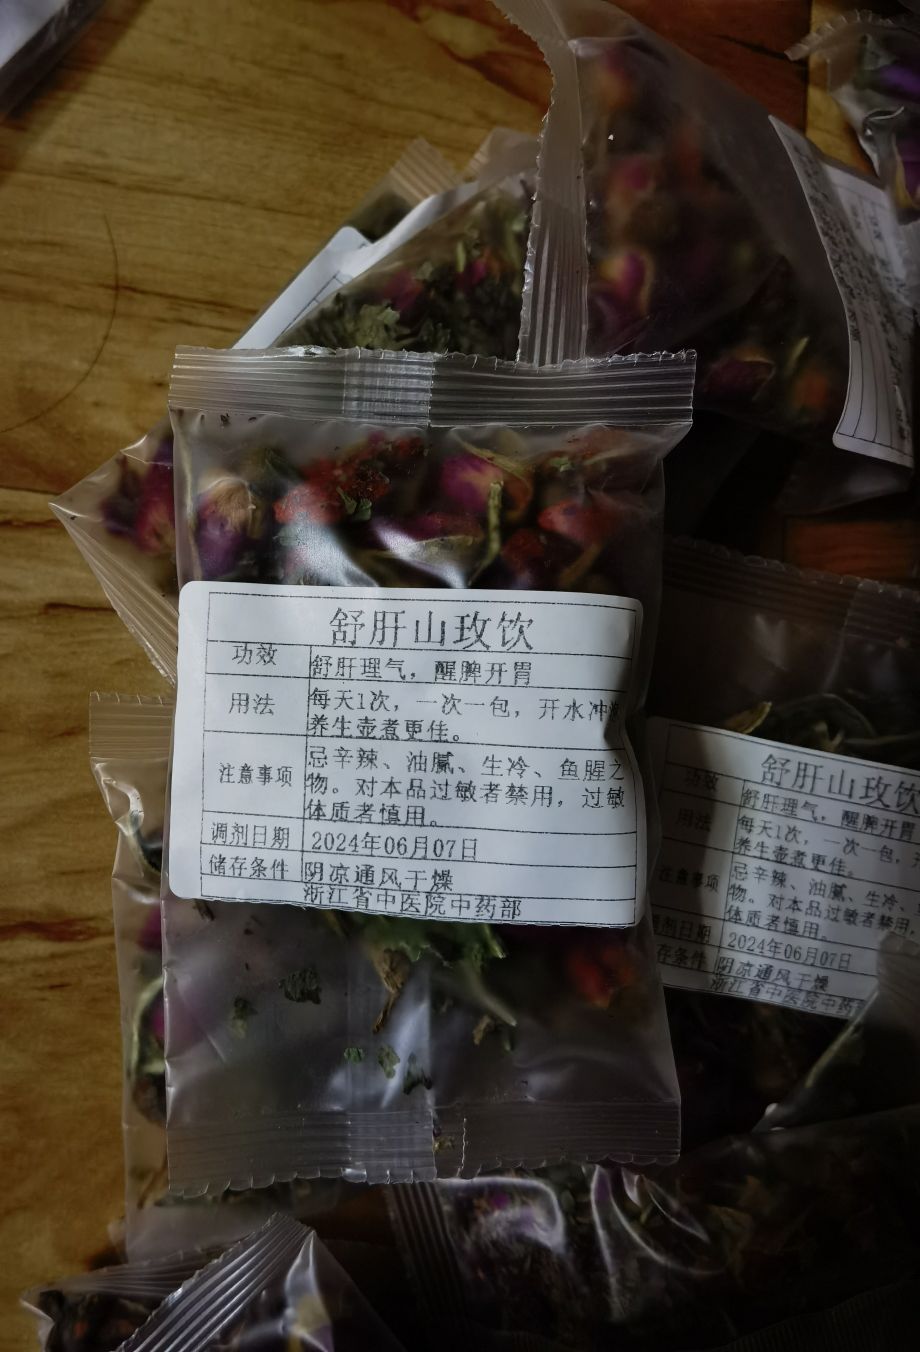 舒肝山玫饮
功效 舒肝理气，醒脾开胃
用法 每天1次，一次一包，开水冲
养生壶煮更佳。
注意事项 忌辛辣、油腻、生冷、鱼腥之
物。对本品过敏者禁用，过敏
体质者慎用。
调剂日期 2024年06月07日
储存条件 阴凉通风干燥
浙江省中医院中药部
舒肝山玫饮
功效 舒肝理气，醒脾开胃
用法 每天1次，一次一包，
养生壶煮更佳。
注意事项 忌辛辣、油腻、生冷、
物。对本品过敏者禁用，
体质者慎用。
剂日期 2024年06月07日
存条件 阴凉通风干燥
浙江省中医院中药